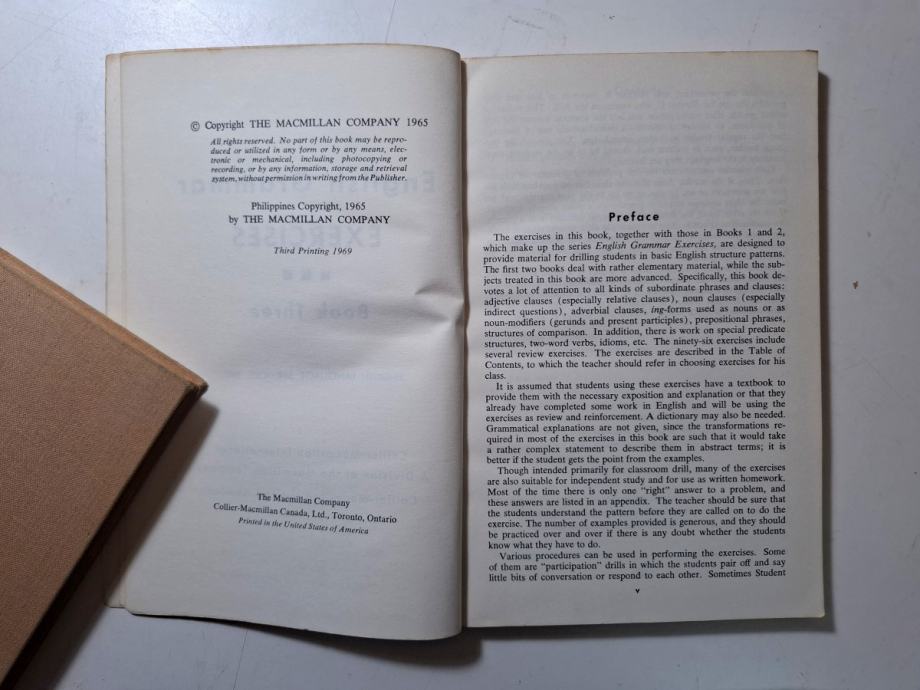 © Copyright THE MACMILLAN COMPANY 1965
All rights reserved. No part of this book may be repro-
duced or utilized in any form or by any means, elec-
tronic or mechanical, including photocopying or
recording, or by any information, storage and retrieval
system, without permission in writing from the Publisher.
Philippines Copyright, 1965
by THE MACMILLAN COMPANY
Third Printing 1969
The Macmillan Company
Collier-Macmillan Canada, Ltd., Toronto, Ontario
Printed in the United States of America
Preface
The exercises in this book, together with those in Books 1 and 2,
which make up the series English Grammar Exercises, are designed to
provide material for drilling students in basic English structure patterns.
The first two books deal with rather elementary material, while the sub-
jects treated in this book are more advanced. Specifically, this book de-
votes a lot of attention to all kinds of subordinate phrases and clauses:
adjective clauses (especially relative clauses), noun clauses (especially
indirect questions), adverbial clauses, ing-forms used as nouns or as
noun-modifiers (gerunds and present participles), prepositional phrases,
structures of comparison. In addition, there is work on special predicate
structures, two-word verbs, idioms, etc. The ninety-six exercises include
several review exercises. The exercises are described in the Table of
Contents, to which the teacher should refer in choosing exercises for his
class.
It is assumed that students using these exercises have a textbook to
provide them with the necessary exposition and explanation or that they
already have completed some work in English and will be using the
exercises as review and reinforcement. A dictionary may also be needed.
Grammatical explanations are not given, since the transformations re-
quired in most of the exercises in this book are such that it would take
a rather complex statement to describe them in abstract terms; it is
better if the student gets the point from the examples.
Though intended primarily for classroom drill, many of the exercises
are also suitable for independent study and for use as written homework.
Most of the time there is only one "right" answer to a problem, and
these answers are listed in an appendix. The teacher should be sure that
the students understand the pattern before they are called on to do the
exercise. The number of examples provided is generous, and they should
be practiced over and over if there is any doubt whether the students
know what they have to do.
Various procedures can be used in performing the exercises. Some
of them are "participation" drills in which the students pair off and say
little bits of conversation or respond to each other. Sometimes Student
v